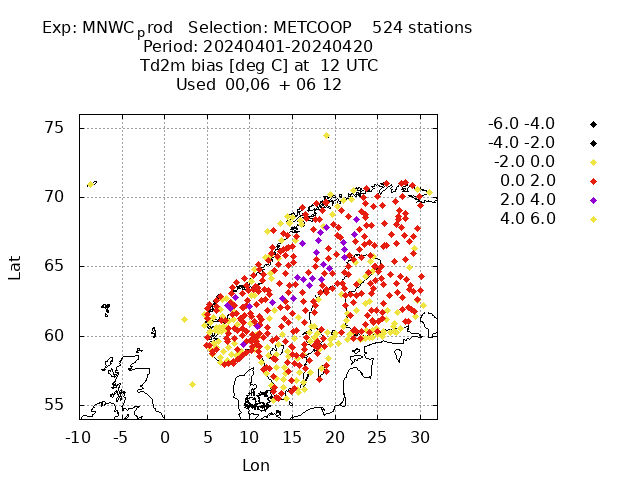 Exp: MNWC_prod   Selection: METCOOP    524 stations
Period: 20240401-20240420
Td2m bias [deg C] at  12 UTC
Used  00,06  + 06 12
-6.0 -4.0
-4.0 -2.0
-2.0 0.0
0.0 2.0
2.0 4.0
4.0 6.0
75
70
65
60
55
Lat
-10 -5 0 5 10 15 20 25 30
Lon